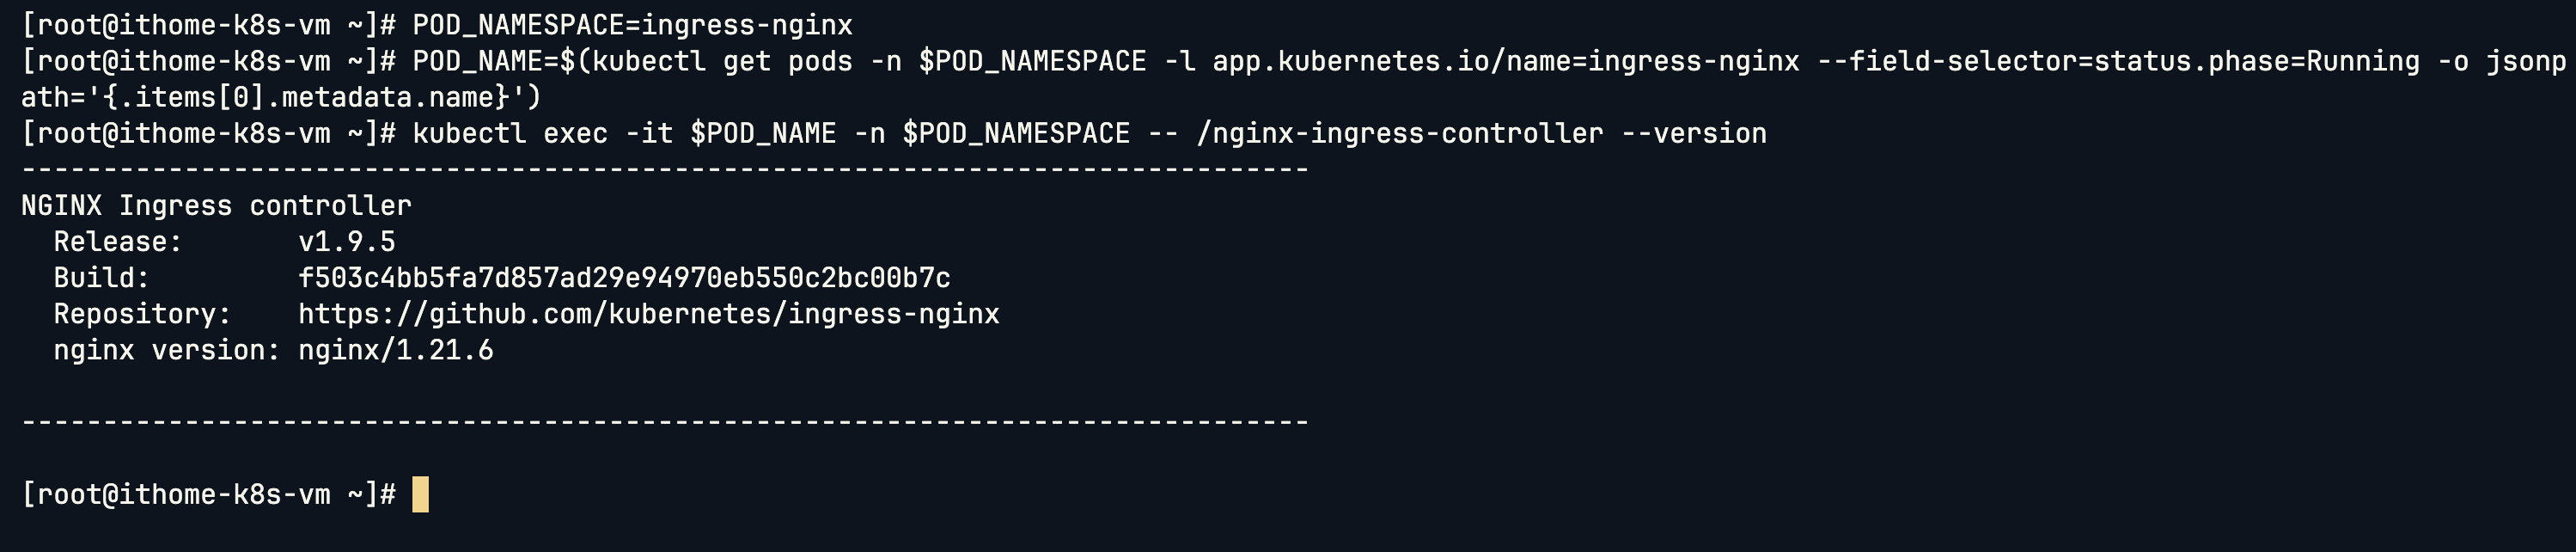 [root@ithome-k8s-vm ~]# POD_NAMESPACE=ingress-nginx
[root@ithome-k8s-vm ~]# POD_NAME=$(kubectl get pods -n $POD_NAMESPACE -l app.kubernetes.io/name=ingress-nginx --field-selector=status.phase=Running -o jsonp
ath='{.items[0].metadata.name}')
[root@ithome-k8s-vm ~]# kubectl exec -it $POD_NAME -n $POD_NAMESPACE -- /nginx-ingress-controller --version
-------------------------------------------------------------------------------
NGINX Ingress controller
  Release:       v1.9.5
  Build:         f503c4bb5fa7d857ad29e94970eb550c2bc00b7c
  Repository:    https://github.com/kubernetes/ingress-nginx
  nginx version: nginx/1.21.6
-------------------------------------------------------------------------------
[root@ithome-k8s-vm ~]#